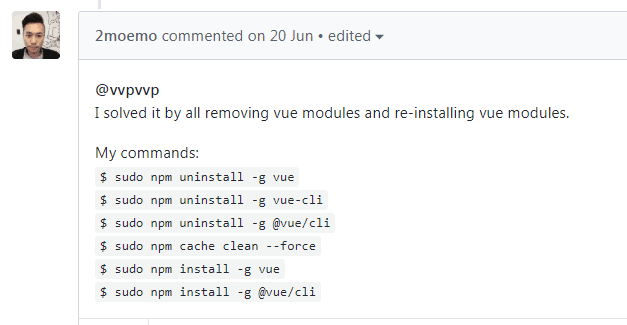 2moemo commented on 20 Jun • edited
@vvpvvp
I solved it by all removing vue modules and re-installing vue modules.
My commands:
$ sudo npm uninstall -g vue
$ sudo npm uninstall -g vue-cli
$ sudo npm uninstall -g @vue/cli
$ sudo npm cache clean --force
$ sudo npm install -g vue
$ sudo npm install -g @vue/cli